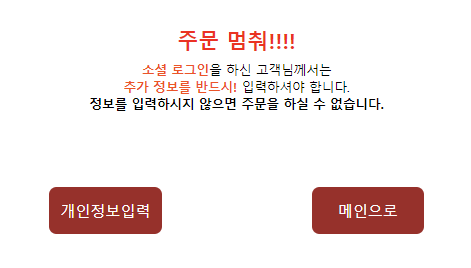 주문 멈춰!!!!
소셜 로그인을 하신 고객님께서는
추가 정보를 반드시! 입력하셔야 합니다.
정보를 입력하시지 않으면 주문을 하실 수 없습니다.
개인정보입력
메인으로